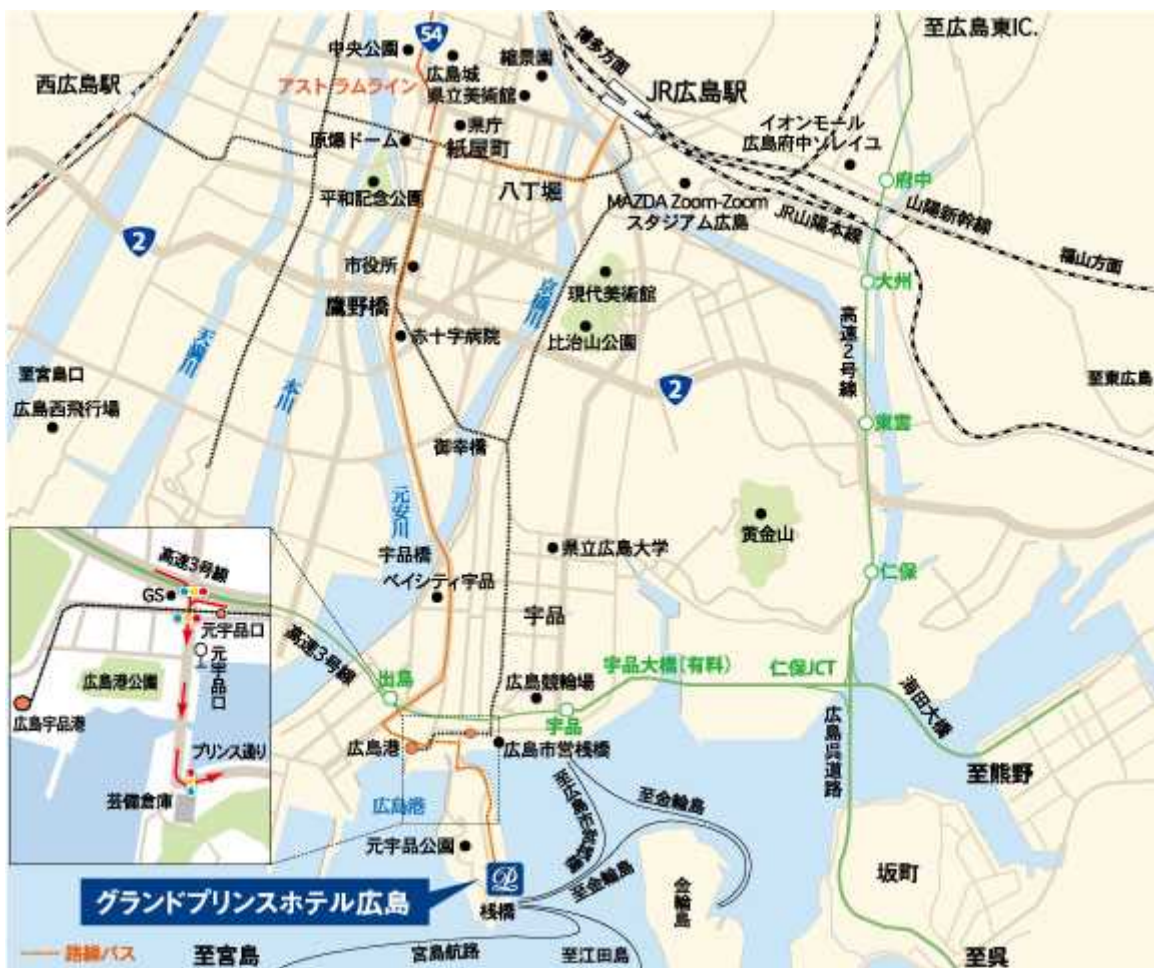 54
中央公園
縮景園
博多方面
至広島東IC.
西広島駅
アストラムライン
広島城
県立美術館
JR広島駅
イオンモール
広島府中ソレイユ
県庁
原爆ドーム
紙屋町
府中
平和記念公園
八丁堀
MAZDA Zoom-Zoom
スタジアム広島
JR山陽本線
山陽新幹線
福山方面
2
市役所
京橋川
現代美術館
大州
鷹野橋
赤十字病院
比治山公園
高速2号線
天満川
本川
至宮島口
広島西飛行場
2
至東広島
東雲
御幸橋
元安川
黄金山
宇品橋
県立広島大学
仁保
ベイシティ宇品
宇品
高速3号線
GS
元宇品口
元宇品口
広島港公園
広島宇品港
プリンス通り
芸備倉庫
高速3号線
出島
宇品大橋(有料)
仁保JCT
広島競輪場
宇品
海田大橋
広島港
広島市営桟橋
広島呉道路
至熊野
広島港
至金輪島
元宇品公園
至金輪島
坂町
金輪島
グランドプリンスホテル広島
桟橋
路線バス
至宮島
宮島航路
至江田島
至呉